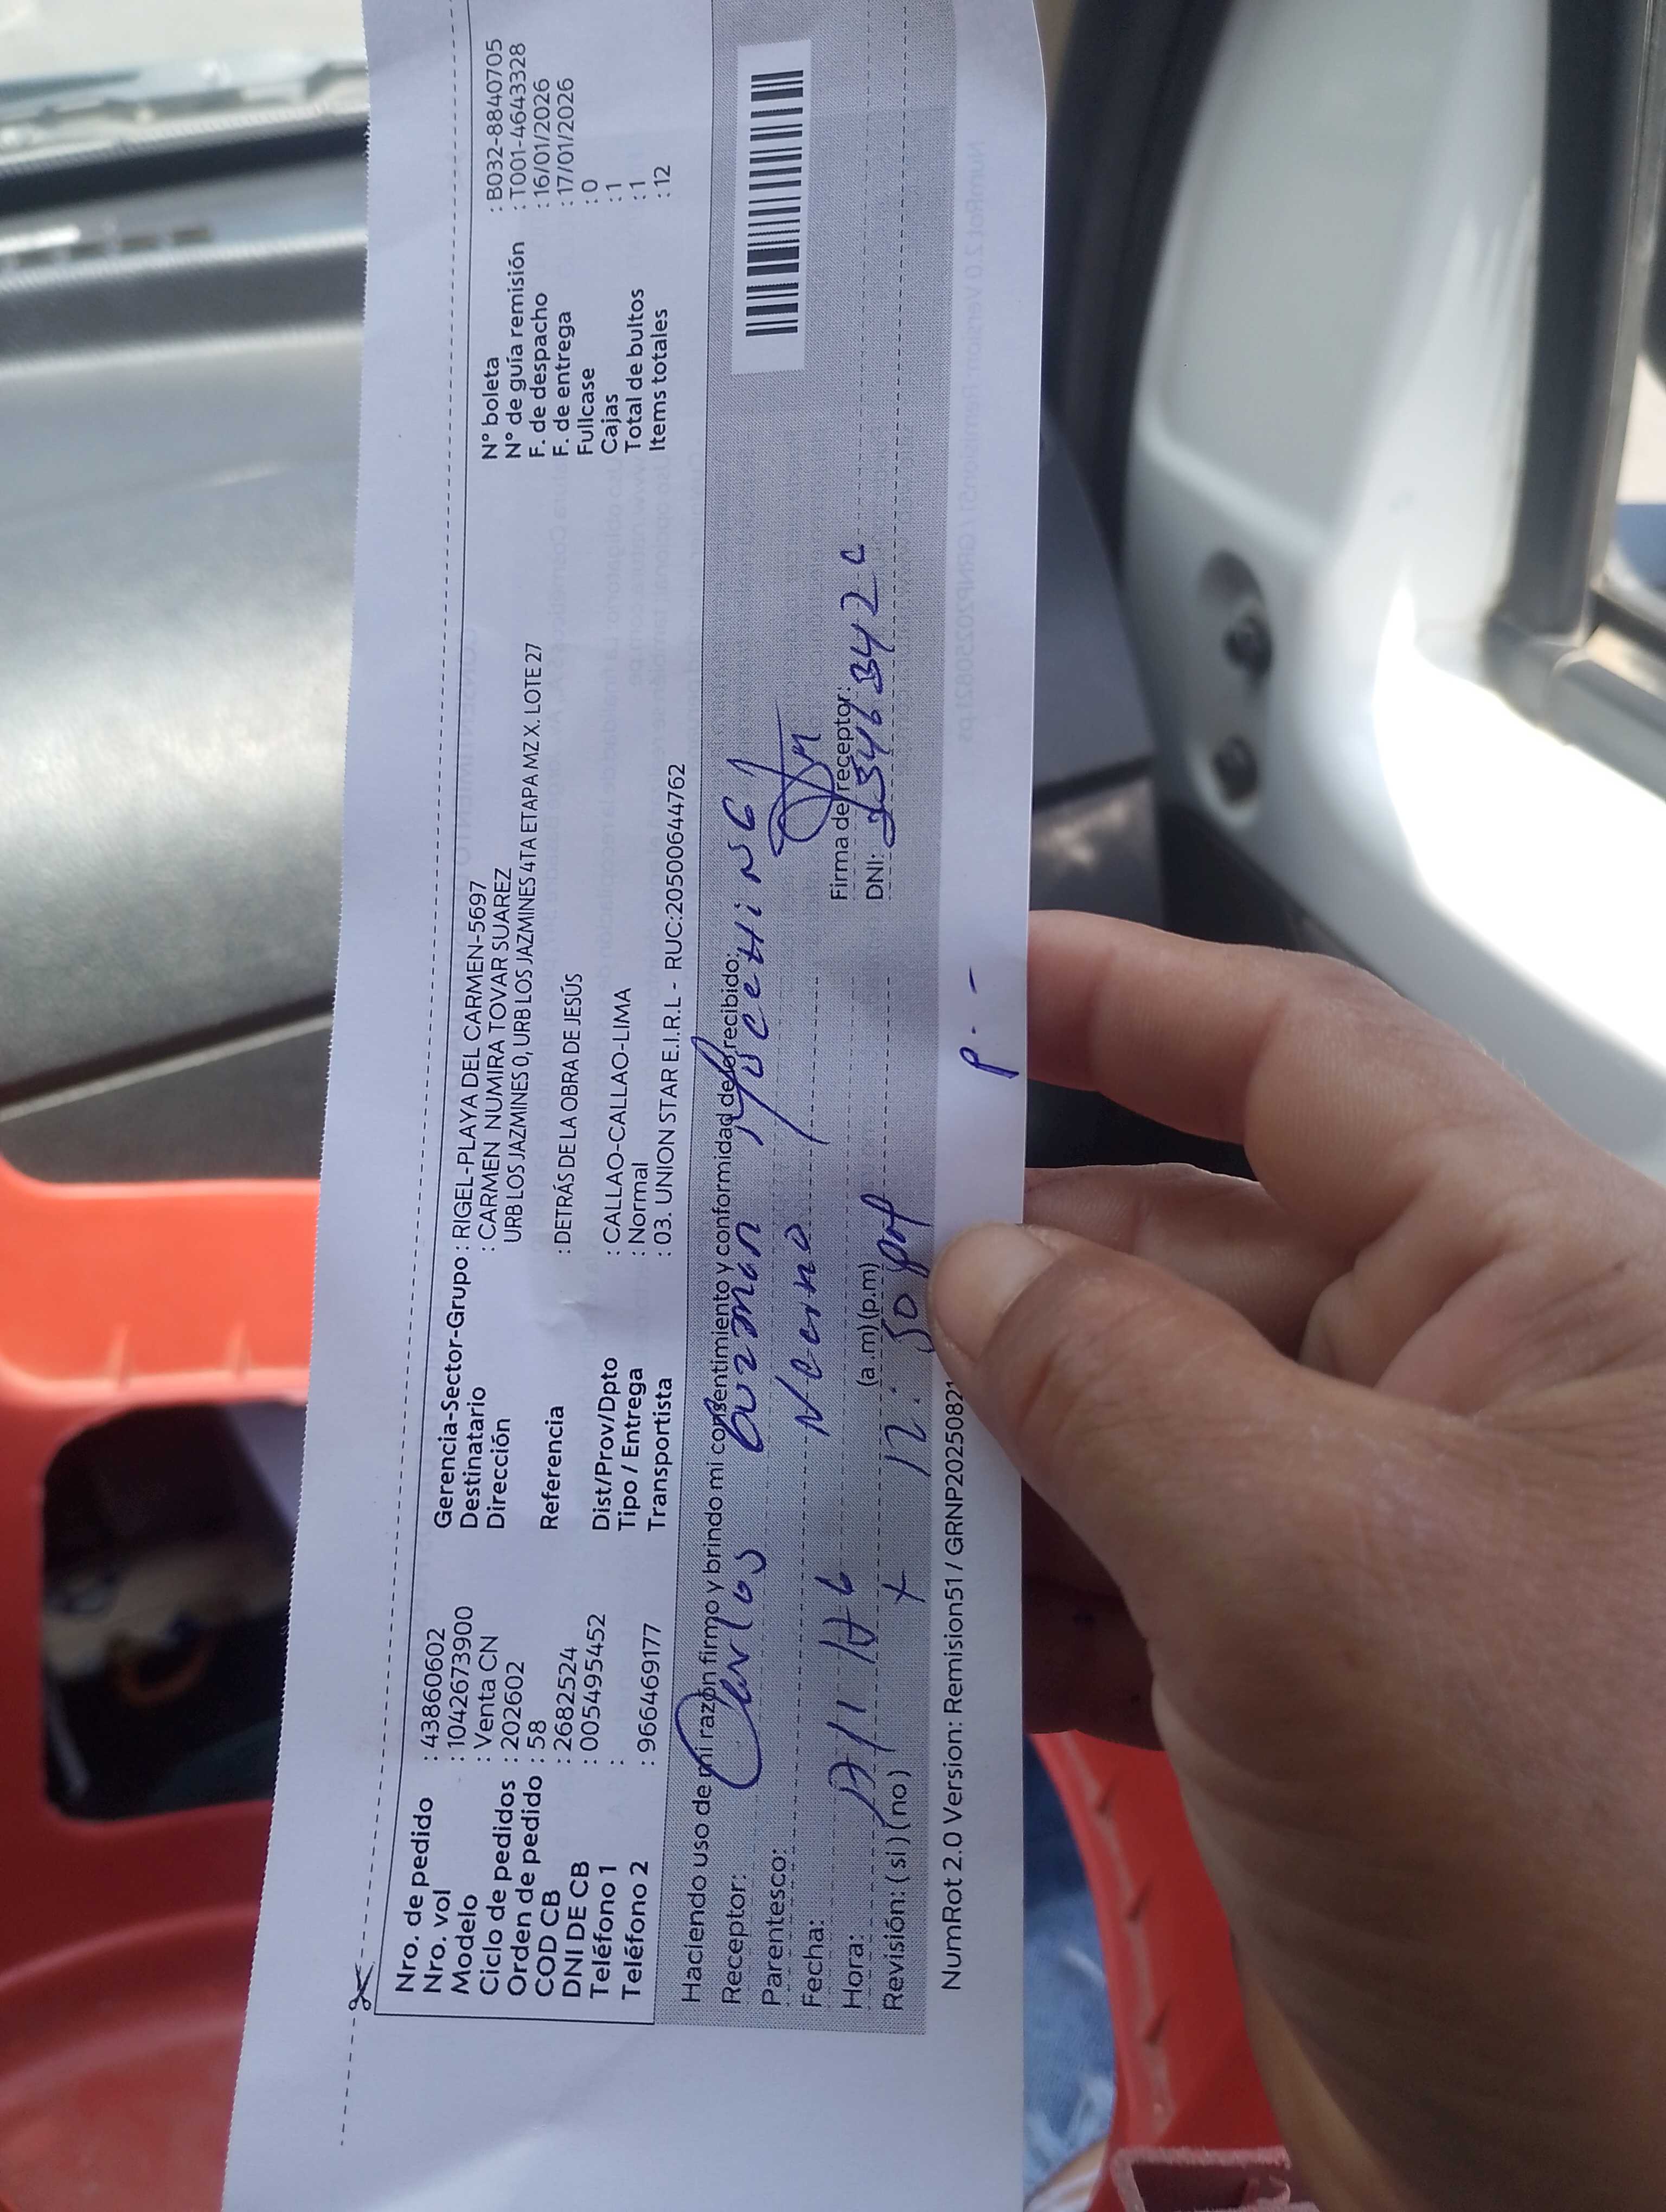 Nro. de pedido : 43860602
Nro. vol : 1042673900
Modelo : Venta CN
Ciclo de pedidos : 202602
Orden de pedido : 58
COD CB : 2682524
DNI DE CB : 005495452
Teléfono 1 :
Teléfono 2 : 966469177
Gerencia-Sector-Grupo : RIGEL-PLAYA DEL CARMEN-5697
Destinatario : CARMEN NUMIRA TOVAR SUAREZ
Dirección URB LOS JAZMINES 0, URB LOS JAZMINES 4TA ETAPA MZ X. LOTE 27
Referencia : DETRÁS DE LA OBRA DE JESÚS
Dist/Prov/Dpto : CALLAO-CALLAO-LIMA
Tipo / Entrega : Normal
Transportista : 03. UNION STAR E.I.R.L - RUC:20500644762
N° boleta : B032-8840705
N° de guía remisión : T001-4643328
F. de despacho : 16/01/2026
F. de entrega : 17/01/2026
Fullcase : 0
Cajas : 1
Total de bultos : 1
Items totales : 12
Haciendo uso de mi razón firmo y brindo mi consentimiento y conformidad de lo recibido:
Receptor: Carlos Guzman
Parentesco:
Fecha:
Hora: (a.m) (p.m) 12:30 pm
Revisión: (si) (no)
Firma de receptor:
DNI:
NumRot 2.0 Version: Remision51 / GRNP20250821